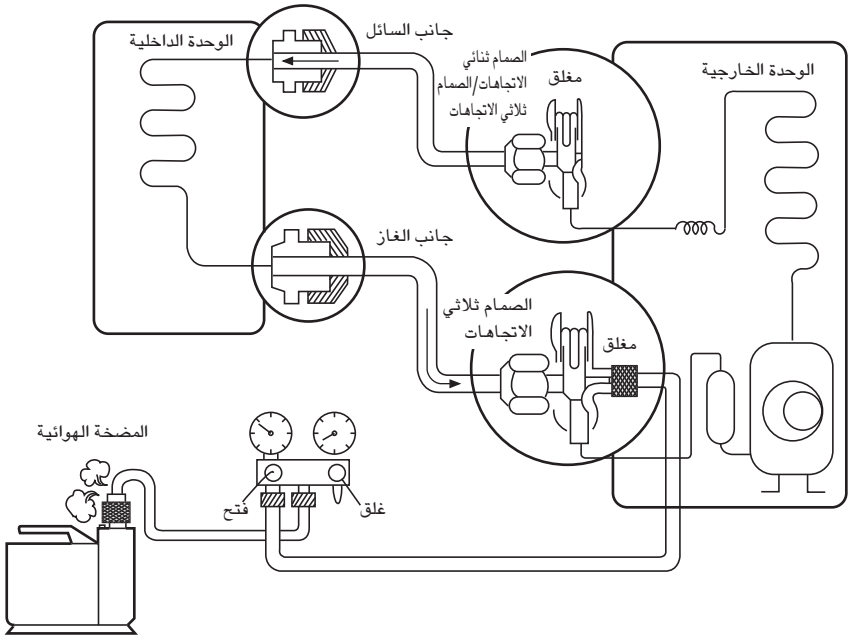 جانب السائل
الوحدة الداخلية
الصمام ثنائي
الاتجاهات/الصمام
ثلاثي الاتجاهات
مغلق
الوحدة الخارجية
جانب الغاز
الصمام ثلاثي
الاتجاهات
مغلق
المضخة الهوائية
فتح
غلق